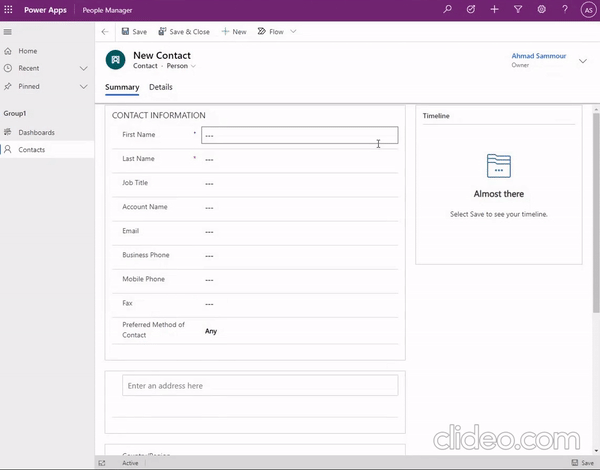 Power Apps
People Manager
AS
Save
Save & Close
New
Flow
Home
Recent
Pinned
Group1
Dashboards
Contacts
New Contact
Contact · Person
Ahmad Sammour
Owner
Summary
Details
CONTACT INFORMATION
First Name * ---
Last Name * ---
Job Title ---
Account Name ---
Email ---
Business Phone ---
Mobile Phone ---
Fax ---
Preferred Method of
Contact
Any
Enter an address here
Country/Region
Timeline
Almost there
Select Save to see your timeline.
Active
Save
clideo.com